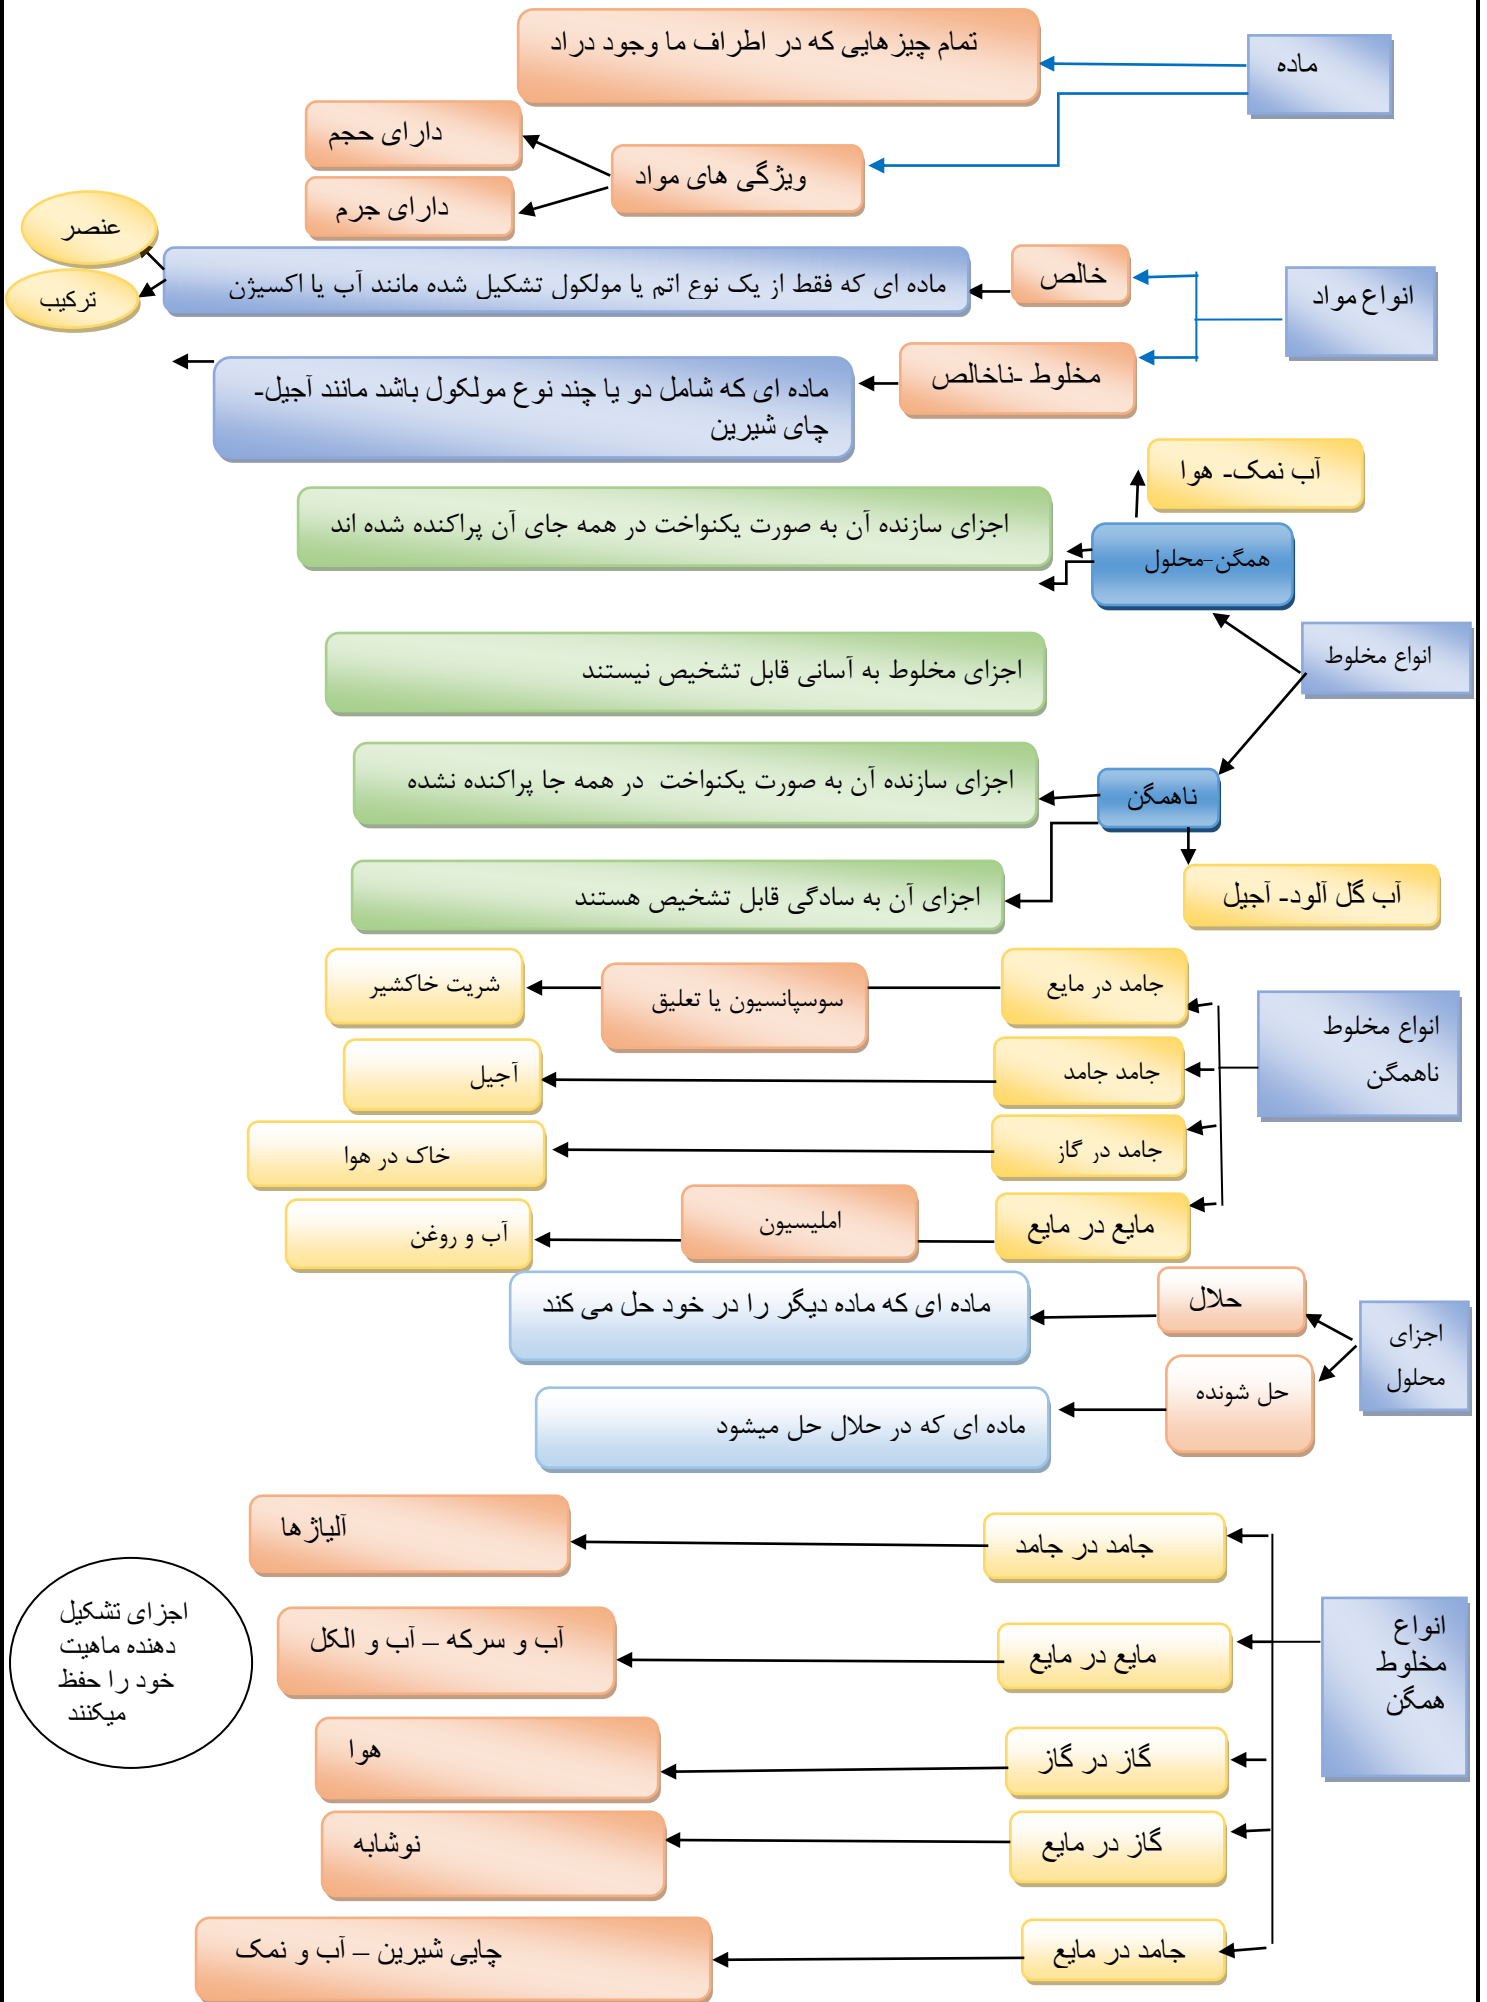 تمام چیزهایی که در اطراف ما وجود دراد
ماده
دارای حجم
ویژگی های مواد
دارای جرم
عنصر
ترکیب
ماده ای که فقط از یک نوع اتم یا مولکول تشکیل شده مانند آب یا اکسیژن
خالص
انواع مواد
مخلوط -ناخالص
ماده ای که شامل دو یا چند نوع مولکول باشد مانند آجیل-
چای شیرین
آب نمک- هوا
اجزای سازنده آن به صورت یکنواخت در همه جای آن پراکنده شده اند
همگن-محلول
انواع مخلوط
اجزای مخلوط به آسانی قابل تشخیص نیستند
اجزای سازنده آن به صورت یکنواخت در همه جا پراکنده نشده
ناهمگن
آب گل آلود- آجیل
اجزای آن به سادگی قابل تشخیص هستند
جامد در مایع
سوسپانسیون یا تعلیق
شریت خاکشیر
انواع مخلوط
ناهمگن
جامد جامد
آجیل
جامد در گاز
خاک در هوا
مایع در مایع
املیسیون
آب و روغن
حلال
ماده ای که ماده دیگر را در خود حل می کند
اجزای
محلول
حل شونده
ماده ای که در حلال حل میشود
جامد در جامد
آلیاژها
انواع
مخلوط
همگن
مایع در مایع
آب و سرکه – آب و الکل
اجزای تشکیل
دهنده ماهیت
خود را حفظ
میکنند
گاز در گاز
هوا
گاز در مایع
نوشابه
جامد در مایع
چایی شیرین – آب و نمک